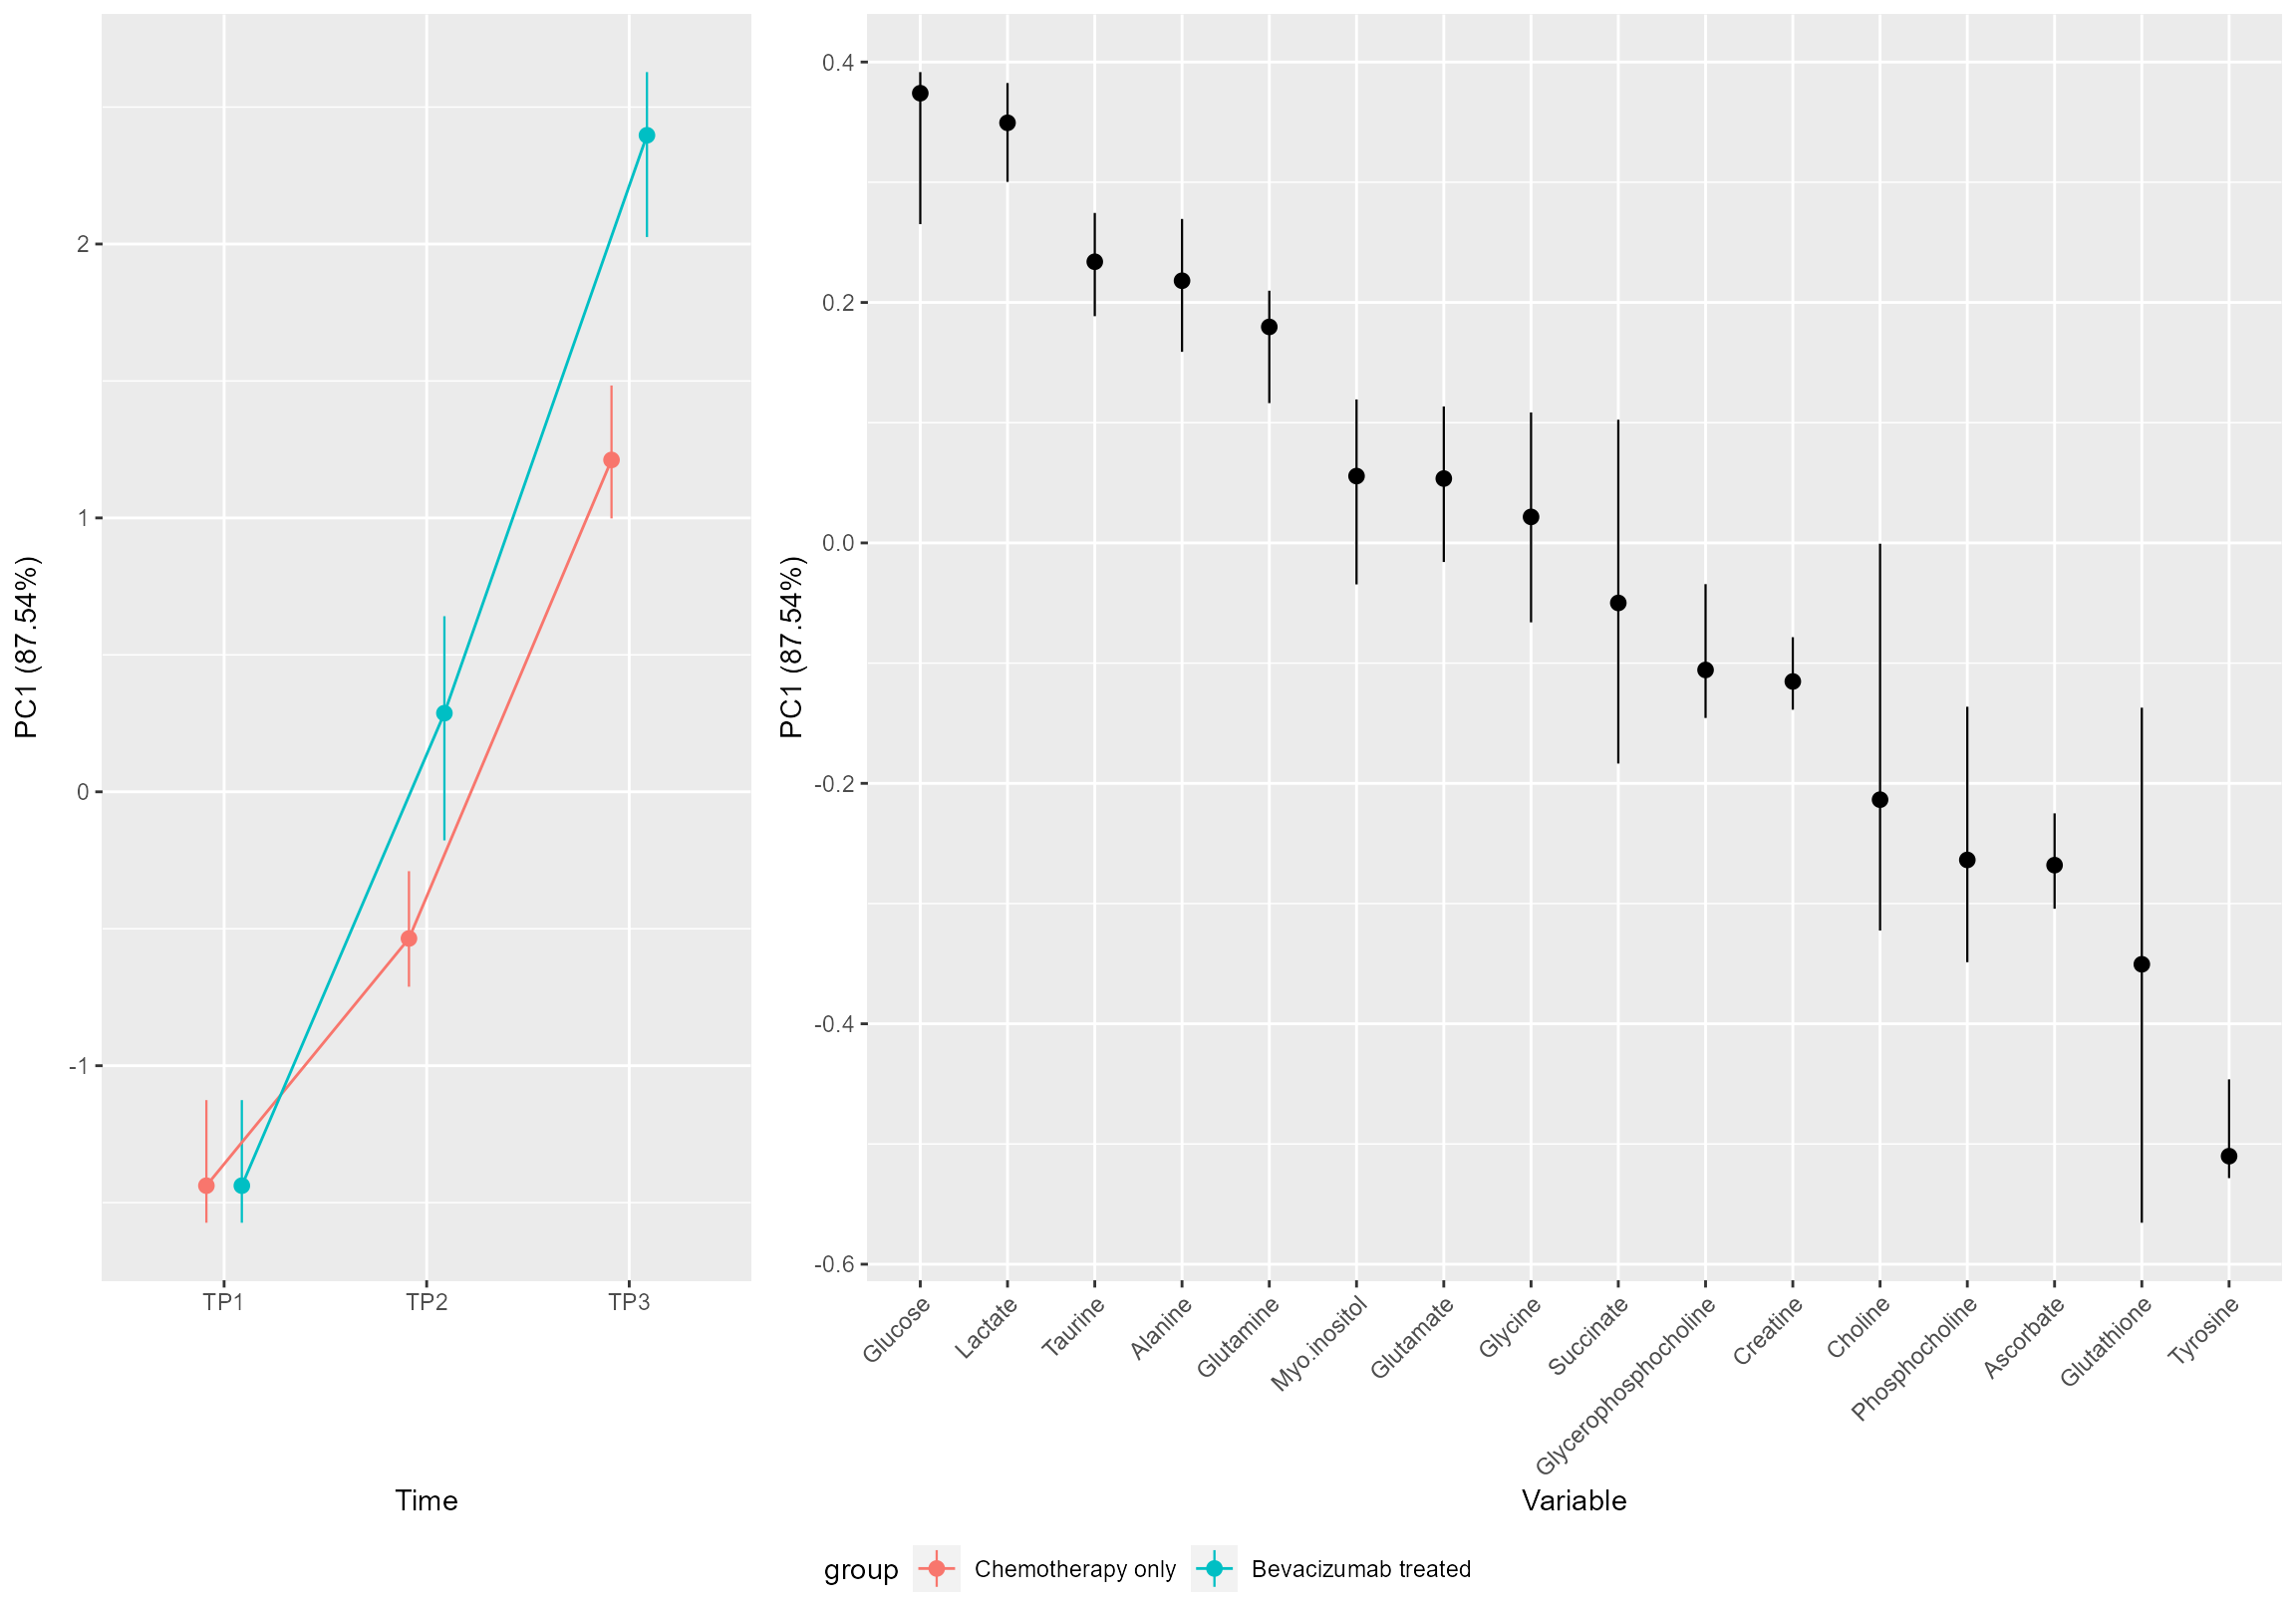 PC1 (87.54%)
2
1
0
-1
TP1 TP2 TP3
Time
PC1 (87.54%)
0.4
0.2
0.0
-0.2
-0.4
-0.6
Glucose
Lactate
Taurine
Alanine
Glutamine
Myo.inositol
Glutamate
Glycine
Succinate
Glycerophosphocholine
Creatine
Choline
Phosphocholine
Ascorbate
Glutathione
Tyrosine
Variable
group Chemotherapy only Bevacizumab treated